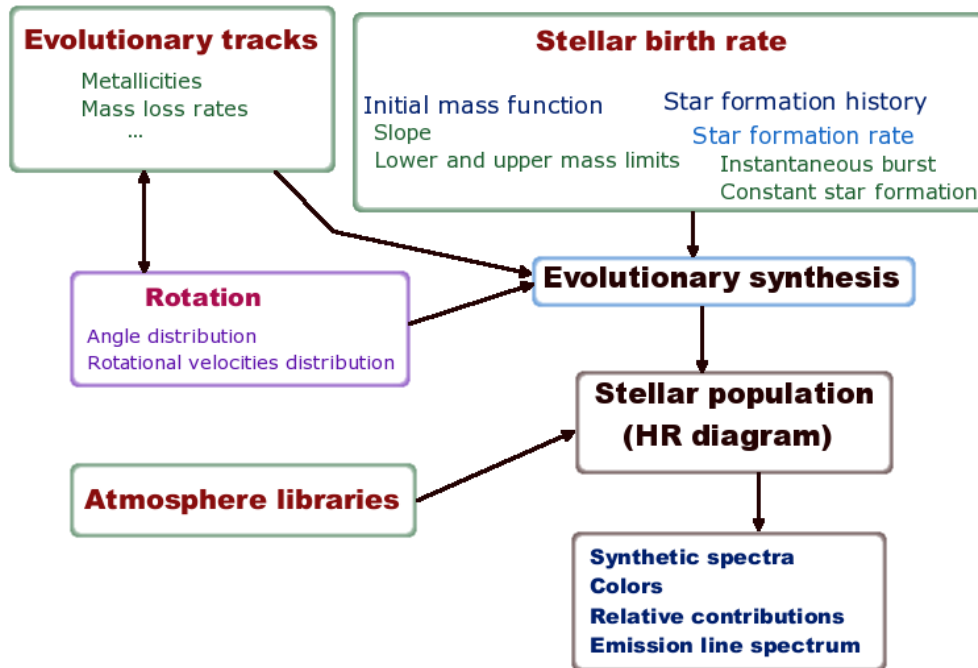 Evolutionary tracks
Metallicities
Mass loss rates
...
Stellar birth rate
Initial mass function
Slope
Lower and upper mass limits
Star formation history
Star formation rate
Instantaneous burst
Constant star formation
Rotation
Angle distribution
Rotational velocities distribution
Evolutionary synthesis
Stellar population
(HR diagram)
Atmosphere libraries
Synthetic spectra
Colors
Relative contributions
Emission line spectrum